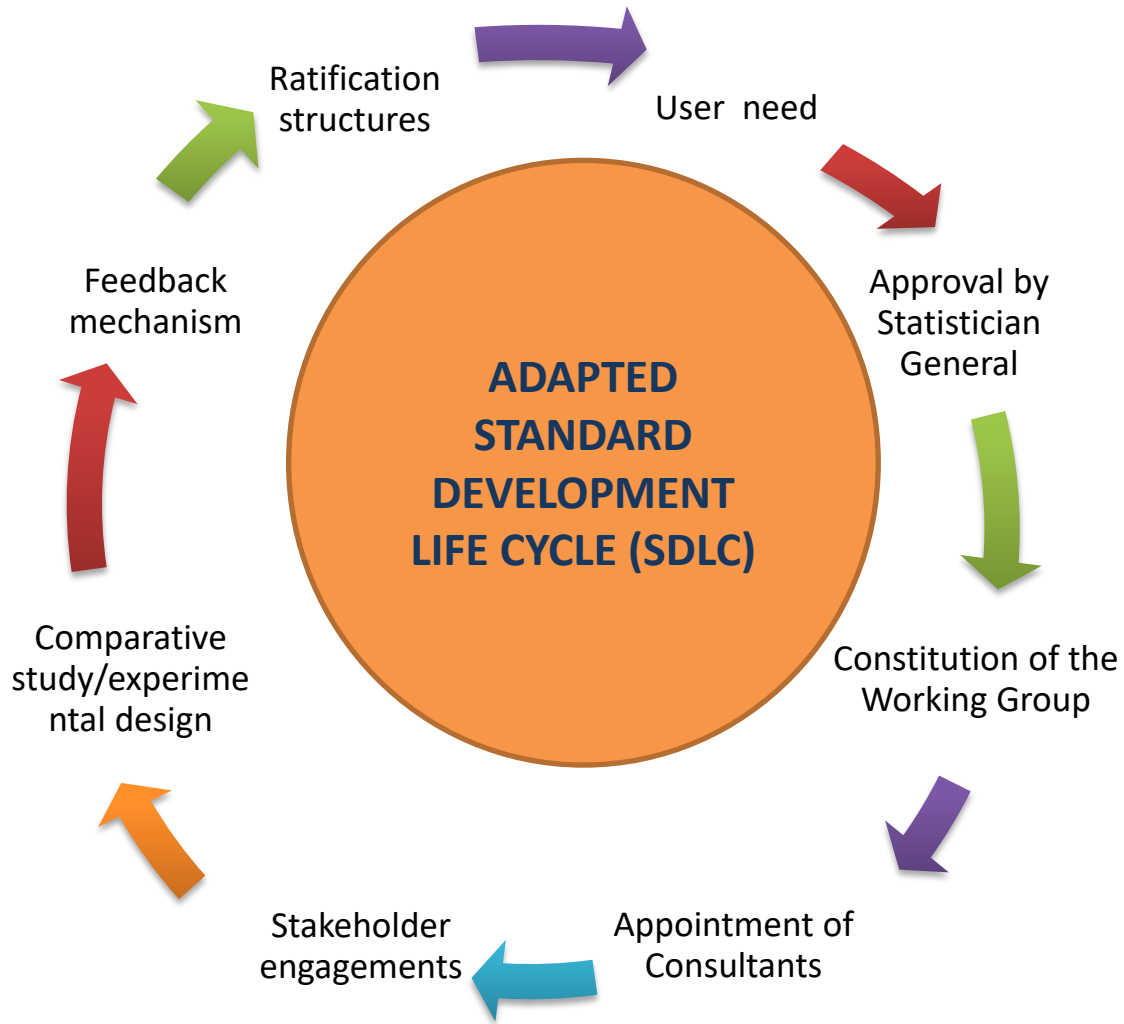 Ratification
structures
User  need
Approval by
Statistician
General
Constitution of the
Working Group
Appointment of
Consultants
Stakeholder
engagements
Comparative
study/experime
ntal design
Feedback
mechanism
ADAPTED
STANDARD
DEVELOPMENT
LIFE CYCLE (SDLC)